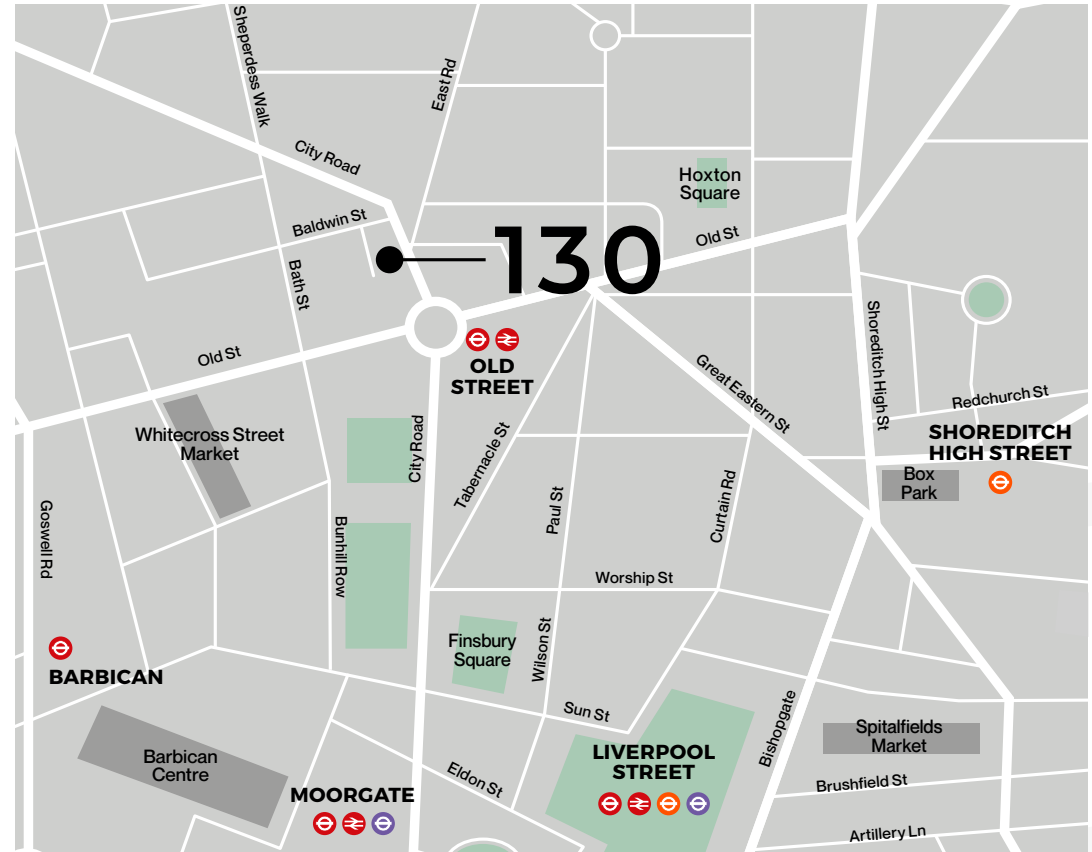 Sheperdess Walk
East Rd
City Road
Hoxton
Square
Baldwin St
130
Old St
Bath St
Shoreditch High St
Old St
OLD
STREET
Great Eastern St
Redchurch St
Whitecross Street
Market
City Road
Tabernacle St
SHOREDITCH
HIGH STREET
Box
Park
Goswell Rd
Bunhill Row
Paul St
Curtain Rd
Worship St
BARBICAN
Finsbury
Square
Wilson St
Sun St
Bishopgate
Spitalfields
Market
Barbican
Centre
LIVERPOOL
STREET
MOORGATE
Eldon St
Brushfield St
Artillery Ln